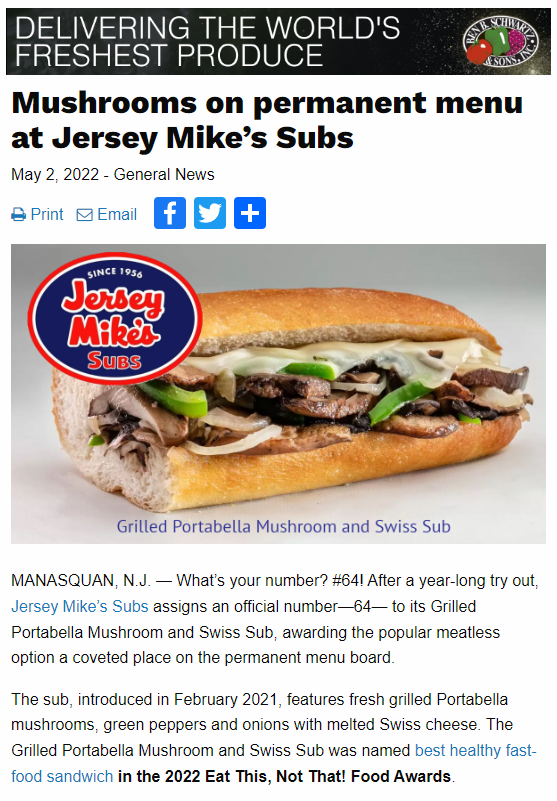 DELIVERING THE WORLD'S
FRESHEST PRODUCE
BEN B. SCHWARTZ
& SONS, INC.
Mushrooms on permanent menu
at Jersey Mike's Subs
May 2, 2022 - General News
Print Email
SINCE 1956
Jersey
Mike's
SUBS
Grilled Portabella Mushroom and Swiss Sub
MANASQUAN, N.J. — What's your number? #64! After a year-long try out,
Jersey Mike's Subs assigns an official number—64— to its Grilled
Portabella Mushroom and Swiss Sub, awarding the popular meatless
option a coveted place on the permanent menu board.
The sub, introduced in February 2021, features fresh grilled Portabella
mushrooms, green peppers and onions with melted Swiss cheese. The
Grilled Portabella Mushroom and Swiss Sub was named best healthy fast-
food sandwich in the 2022 Eat This, Not That! Food Awards.